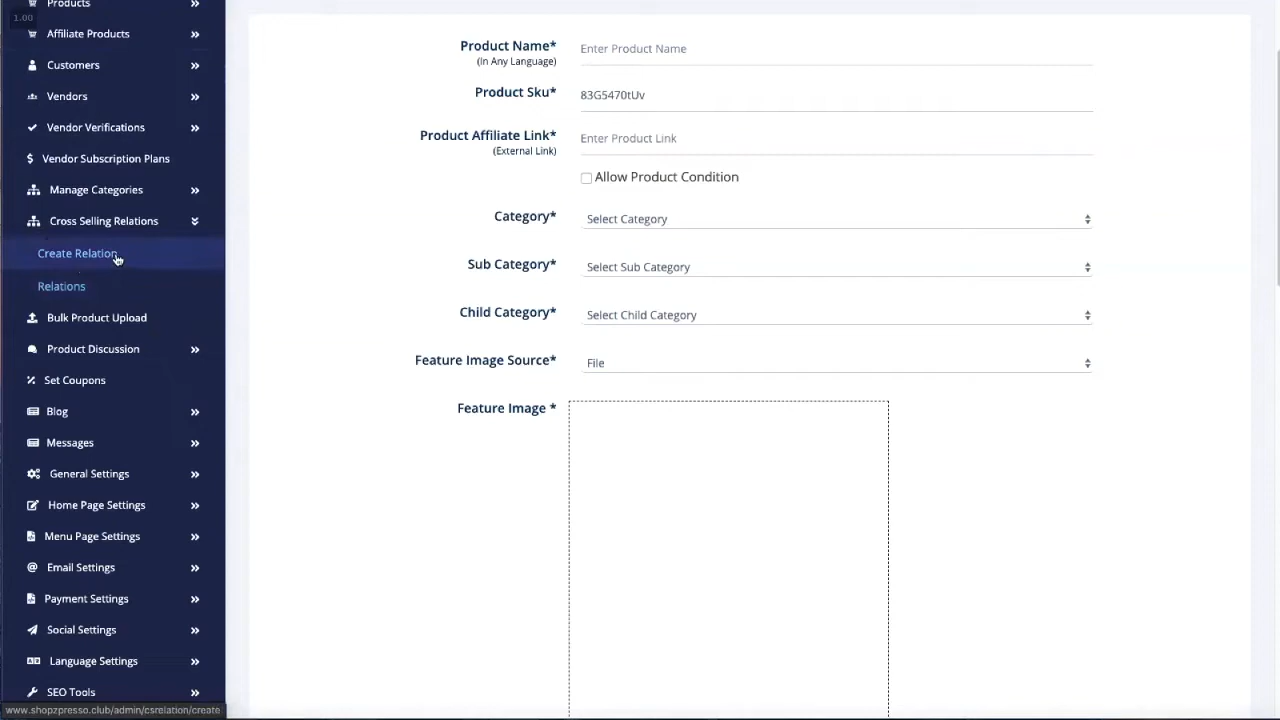 1.00
Products
Affiliate Products
Customers
Vendors
Vendor Verifications
$ Vendor Subscription Plans
Manage Categories
Cross Selling Relations
Create Relation
Relations
Bulk Product Upload
Product Discussion
Set Coupons
Blog
Messages
General Settings
Home Page Settings
Menu Page Settings
@ Email Settings
Payment Settings
Social Settings
Language Settings
SEO Tools
www.shopzpresso.club/admin/csrelation/create
Product Name* Enter Product Name
(In Any Language)
Product Sku* 83G5470tUv
Product Affiliate Link* Enter Product Link
(External Link)
Allow Product Condition
Category* Select Category
Sub Category* Select Sub Category
Child Category* Select Child Category
Feature Image Source* File
Feature Image *